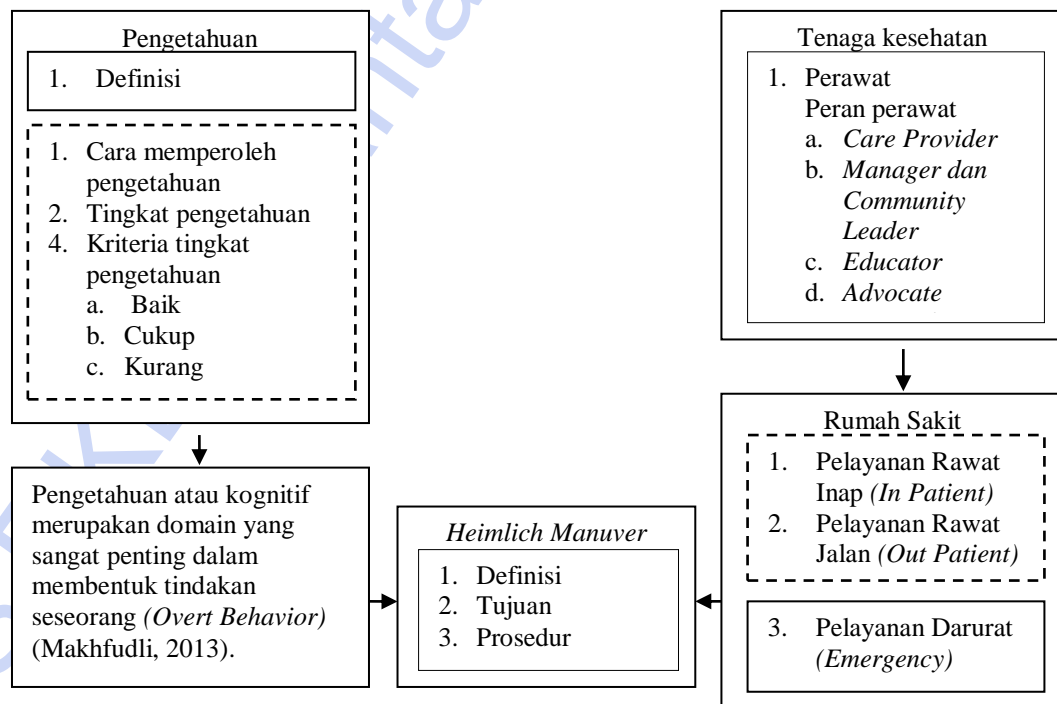 Pengetahuan
1. Definisi
1. Cara memperoleh
pengetahuan
2. Tingkat pengetahuan
4. Kriteria tingkat
pengetahuan
a. Baik
b. Cukup
c. Kurang
Pengetahuan atau kognitif
merupakan domain yang
sangat penting dalam
membentuk tindakan
seseorang (Overt Behavior)
(Makhfudli, 2013).
Heimlich Manuver
1. Definisi
2. Tujuan
3. Prosedur
Tenaga kesehatan
1. Perawat
Peran perawat
a. Care Provider
b. Manager dan
Community
Leader
c. Educator
d. Advocate
Rumah Sakit
1. Pelayanan Rawat
Inap (In Patient)
2. Pelayanan Rawat
Jalan (Out Patient)
3. Pelayanan Darurat
(Emergency)